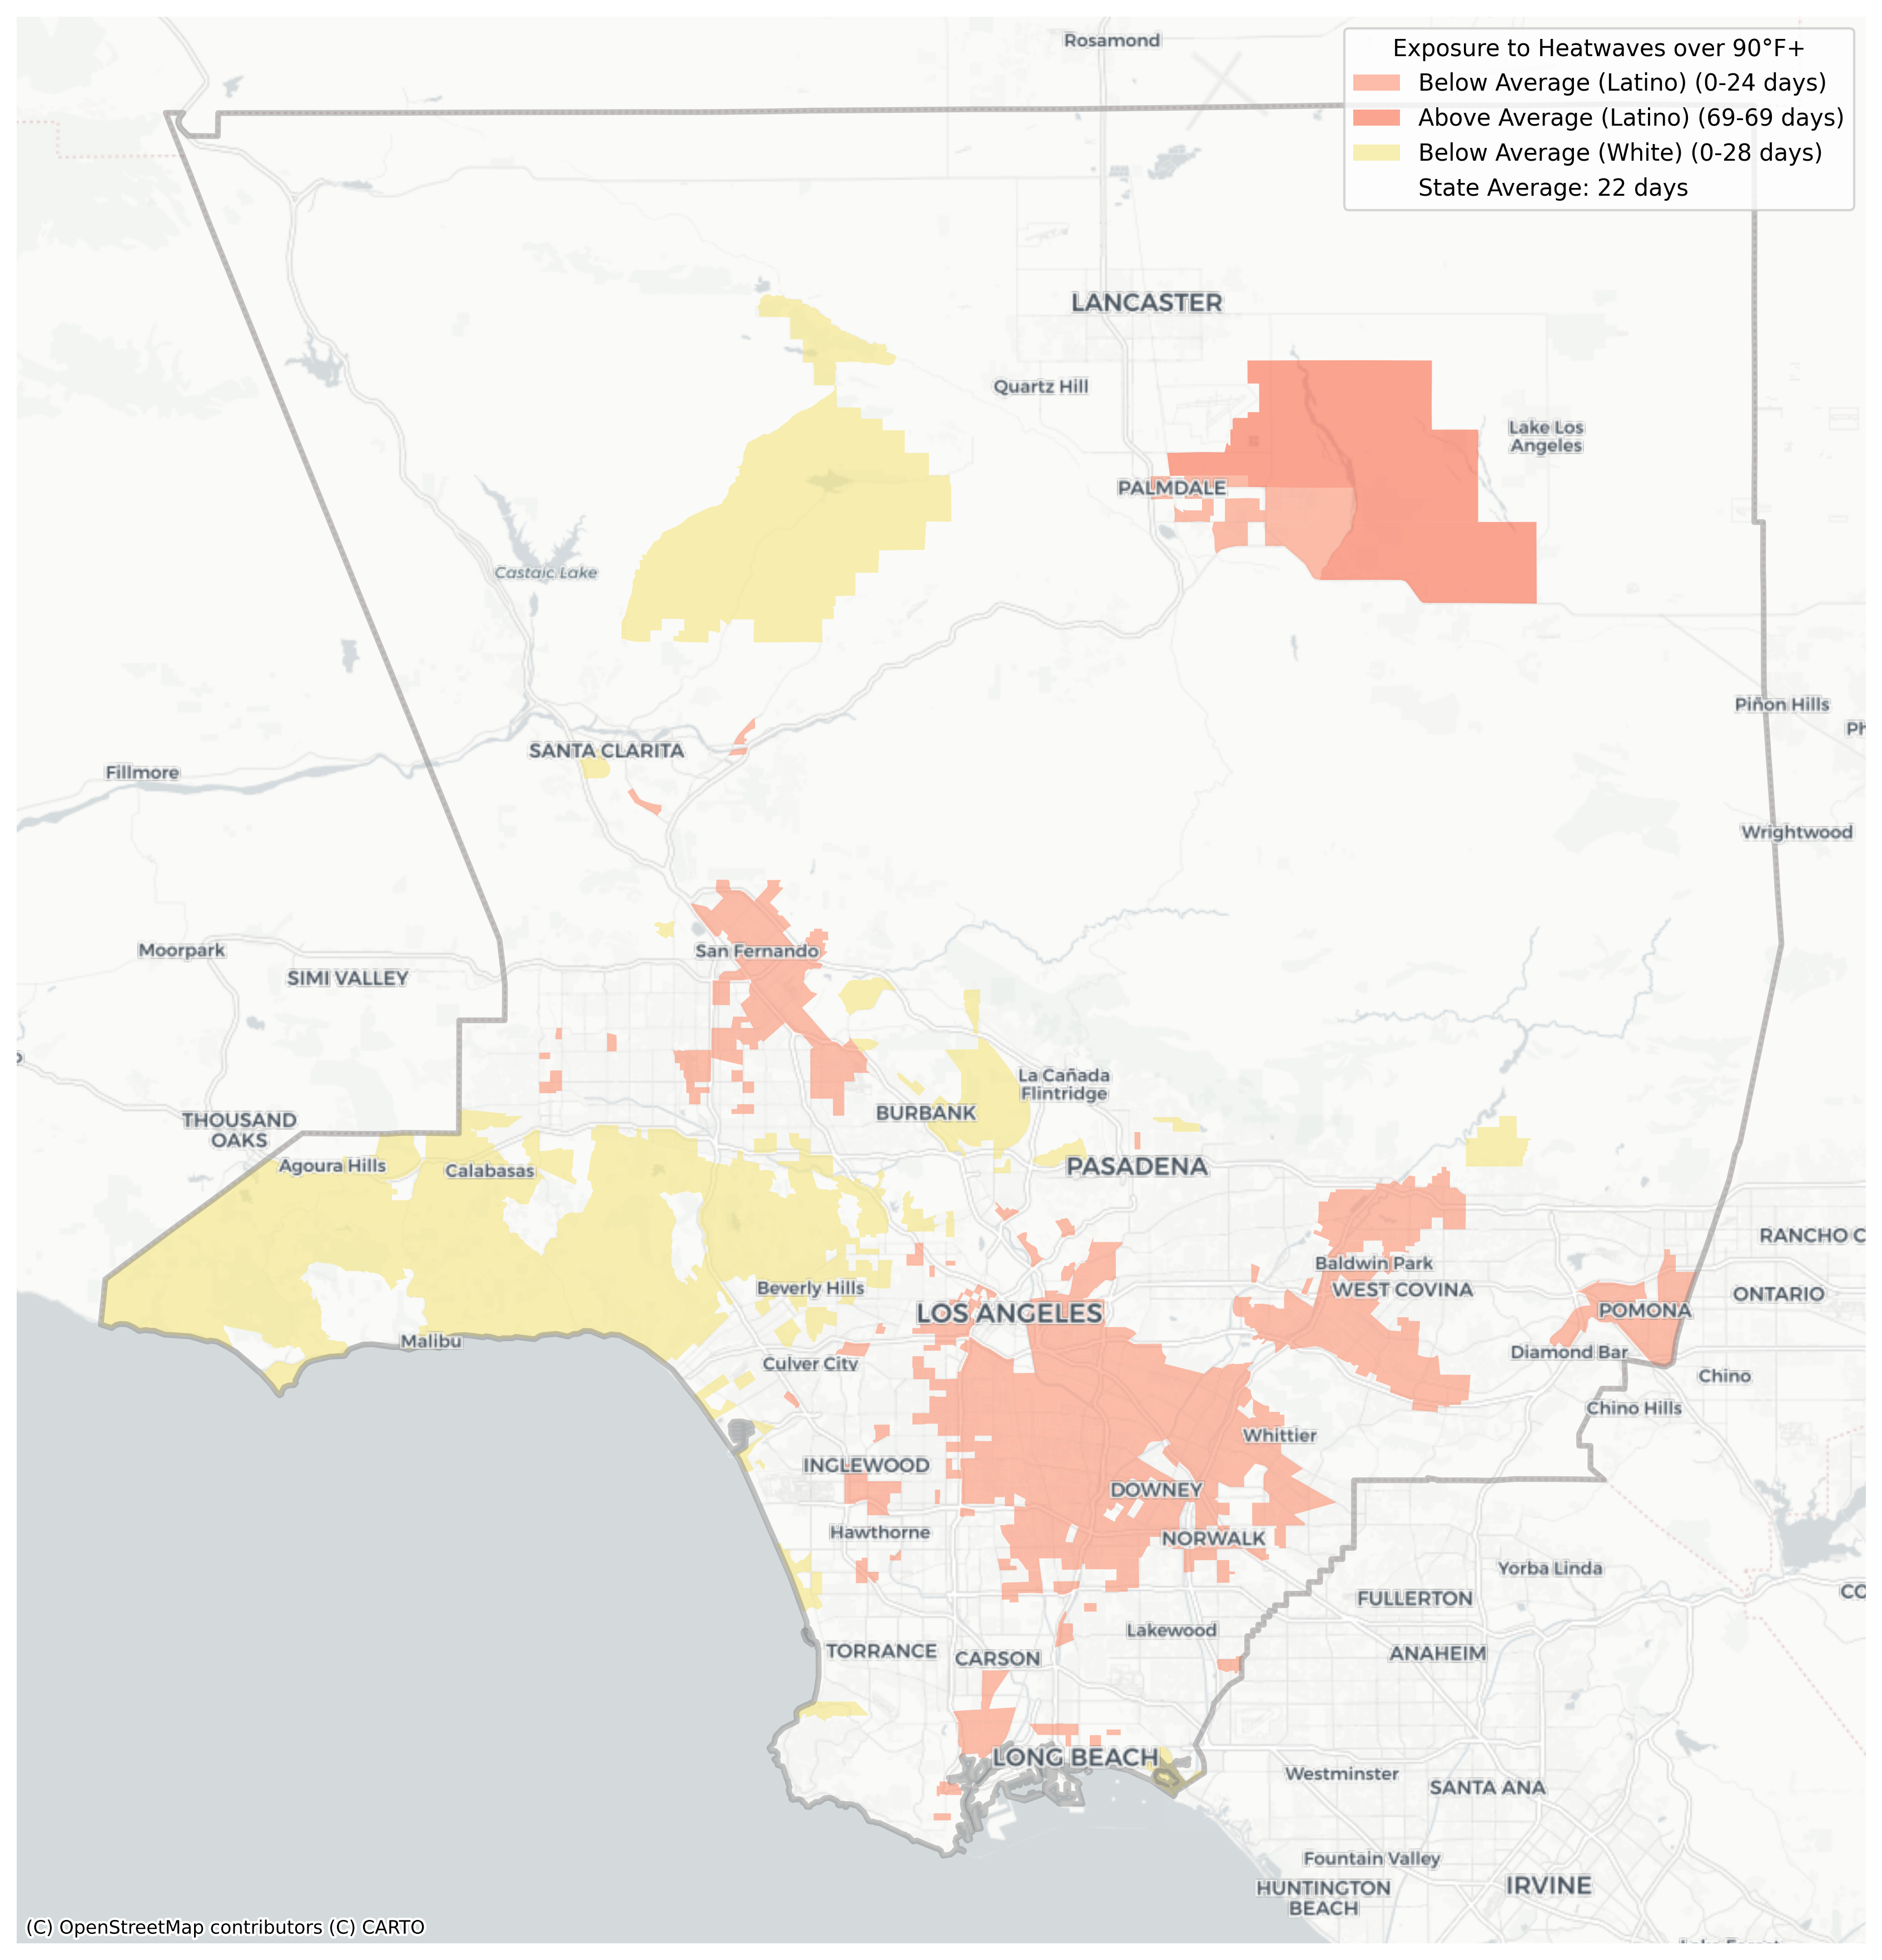 Rosamond
Exposure to Heatwaves over 90°F+
Below Average (Latino) (0-24 days)
Above Average (Latino) (69-69 days)
Below Average (White) (0-28 days)
State Average: 22 days
LANCASTER
Quartz Hill
Lake Los
Angeles
PALMDALE
Castaic Lake
Piñon Hills
Ph
SANTA CLARITA
Fillmore
Wrightwood
Moorpark
San Fernando
SIMI VALLEY
La Cañada
Flintridge
THOUSAND
OAKS
BURBANK
Agoura Hills
Calabasas
PASADENA
RANCHO C
Baldwin Park
Beverly Hills
WEST COVINA
ONTARIO
LOS ANGELES
POMONA
Malibu
Culver City
Diamond Bar
Chino
Chino Hills
Whittier
INGLEWOOD
DOWNEY
Hawthorne
NORWALK
Yorba Linda
CO
FULLERTON
Lakewood
TORRANCE
CARSON
ANAHEIM
LONG BEACH
Westminster
SANTA ANA
Fountain Valley
IRVINE
HUNTINGTON
BEACH
(C) OpenStreetMap contributors (C) CARTO